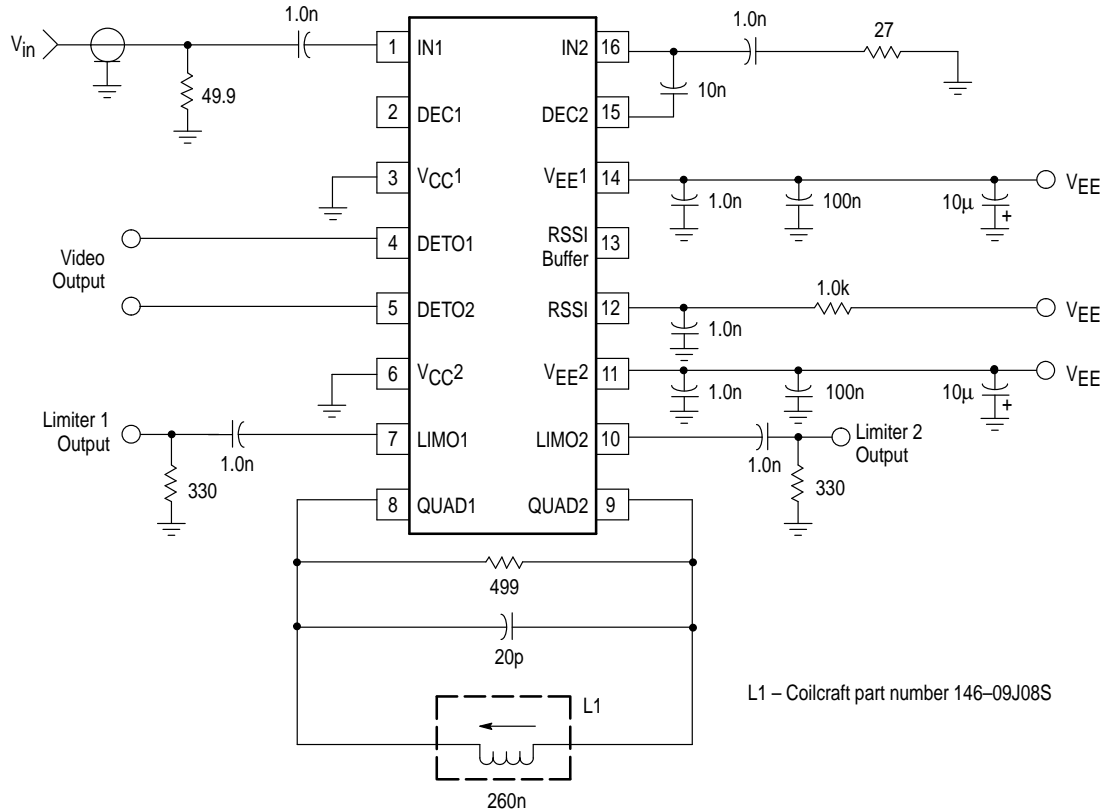 Vin
1.0n
49.9
1 IN1
2 DEC1
3 VCC1
4 DETO1
5 DETO2
6 VCC2
7 LIMO1
8 QUAD1
IN2 16
DEC2 15
VEE1 14
RSSI
Buffer 13
RSSI 12
VEE2 11
LIMO2 10
QUAD2 9
1.0n
27
10n
1.0n
100n
10µ
+
VEE
Video
Output
1.0k
1.0n
VEE
1.0n
100n
10µ
+
VEE
Limiter 1
Output
1.0n
330
1.0n
Limiter 2
Output
330
499
20p
L1
260n
L1 – Coilcraft part number 146–09J08S